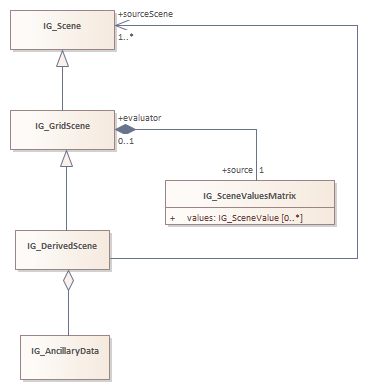 IG_Scene
+sourceScene
1..*
IG_GridScene
+evaluator
0..1
+source 1
IG_SceneValuesMatrix
+ values: IG_SceneValue [0..*]
IG_DerivedScene
IG_AncillaryData